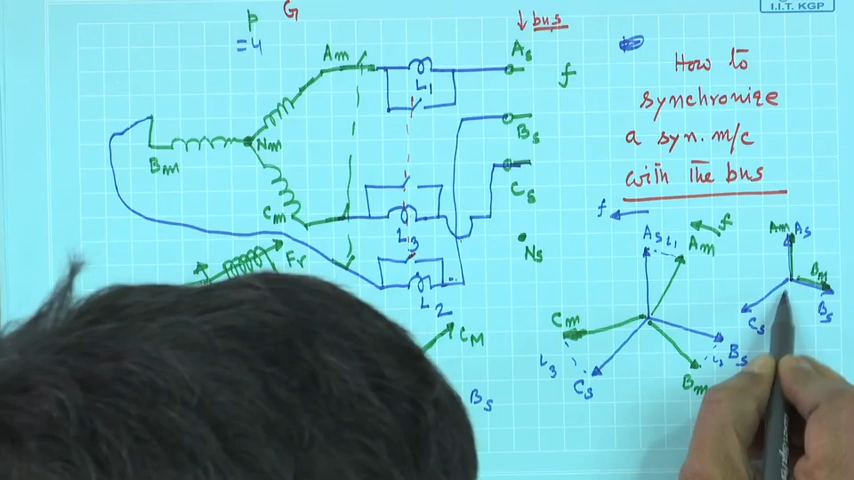 I.I.T. KGP
P
= 4
G
↓ bus
Am
As
f
L1
Bs
Bm
Nm
Cs
Cm
L3
Ns
Fr
L2
CM
Bs
How to
synchronize
a syn. m/c
with the bus
f
f
As L1
Am
Cm
L3
Cs
Bs
L2
Bm
Am As
Bm
Cs
Bs